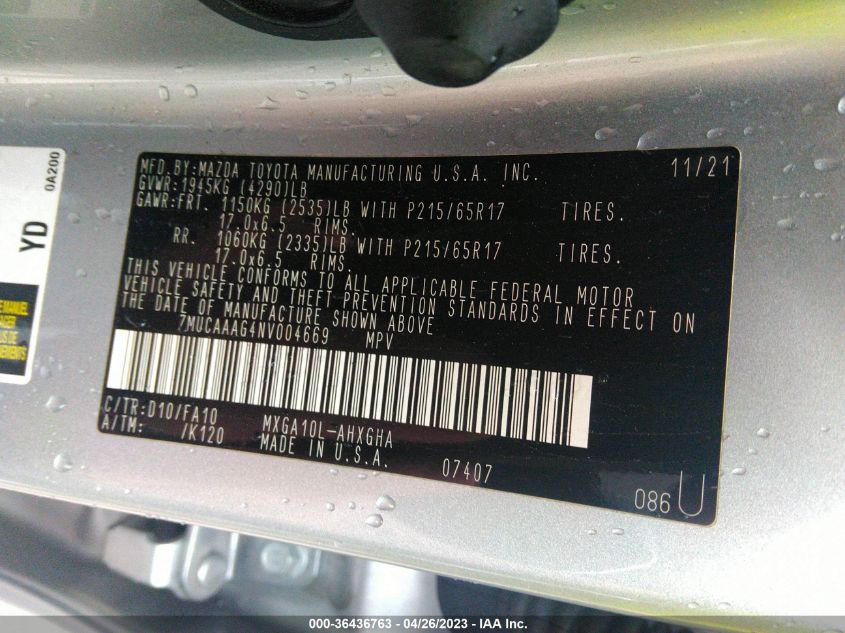 0A200
YD
MFD.BY:MAZDA TOYOTA MANUFACTURING U.S.A. INC. 11/21
GVWR:1945KG (4290)LB
GAWR:FRT. 1150KG (2535)LB WITH P215/65R17 TIRES.
17.0x6.5 RIMS.
RR. 1060KG (2335)LB WITH P215/65R17 TIRES.
17.0x6.5 RIMS.
THIS VEHICLE CONFORMS TO ALL APPLICABLE FEDERAL MOTOR
VEHICLE SAFETY AND THEFT PREVENTION STANDARDS IN EFFECT ON
THE DATE OF MANUFACTURE SHOWN ABOVE
7MUCAAAG4NV004669 MPV
C/TR:D10/FA10 MXGA10L-AHXGHA
A/TM: /K120 MADE IN U.S.A. 07407
086 U
000-36436763 - 04/26/2023 - IAA Inc.